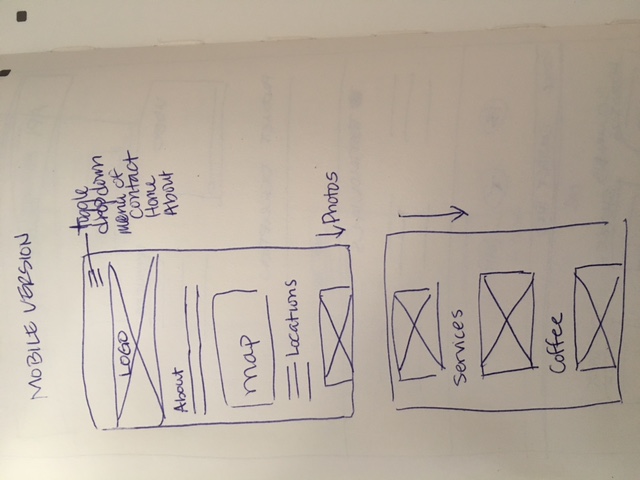 MOBILE VERSION
toggle
dropdown
menu of
Contact
Home
About
LOGO
About
map
Locations
Photos
Services
Coffee